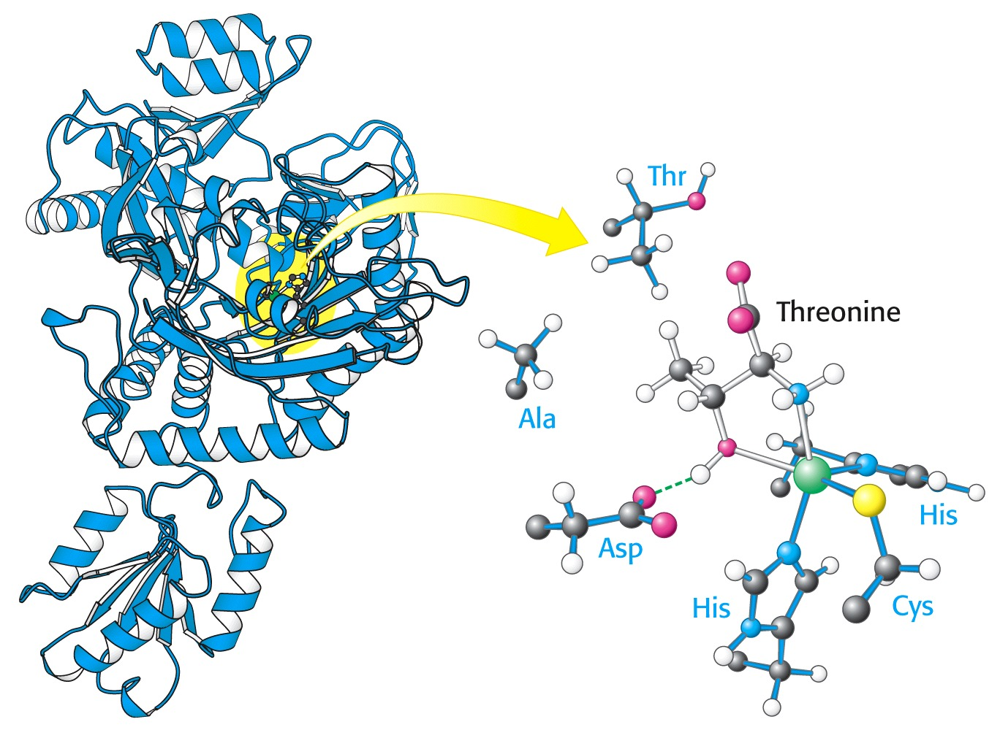 Thr
Threonine
Ala
His
Asp
His
Cys